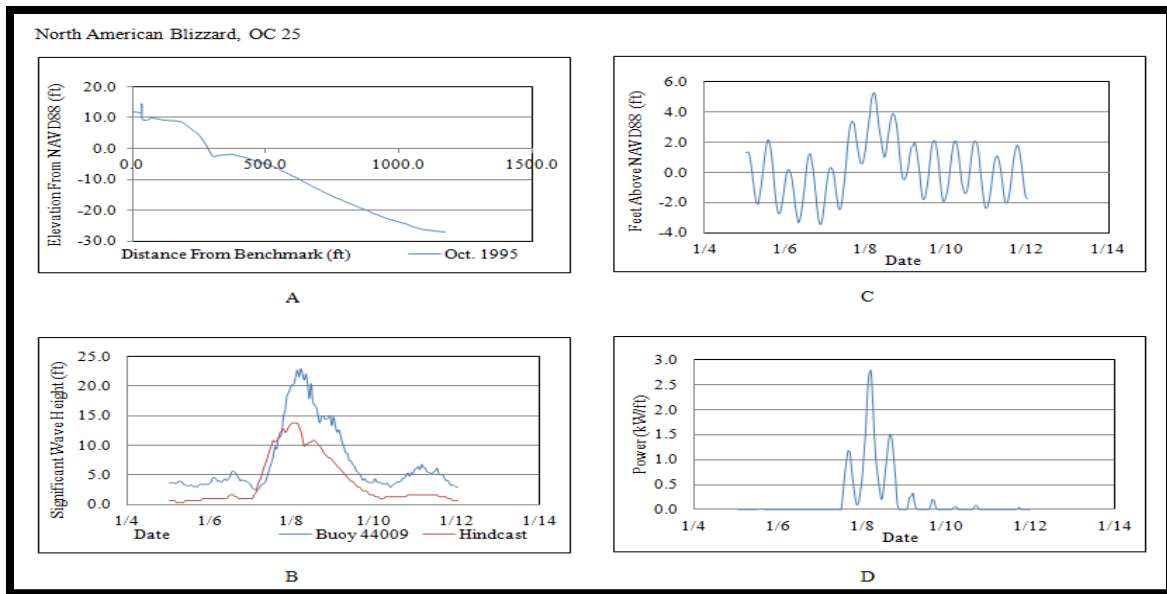 North American Blizzard, OC 25
Elevation From NAVD88 (ft)
20.0
10.0
0.0
-10.0
-20.0
-30.0
0.0 500.0 1000.0 1500.0
Distance From Benchmark (ft)
Oct. 1995
A
Feet Above NAVD88 (ft)
6.0
4.0
2.0
0.0
-2.0
-4.0
1/4 1/6 1/8 1/10 1/12 1/14
Date
C
Significant Wave Height (ft)
25.0
20.0
15.0
10.0
5.0
0.0
1/4 1/6 1/8 1/10 1/12 1/14
Date
Buoy 44009 Hindcast
B
Power (kW/ft)
3.0
2.5
2.0
1.5
1.0
0.5
0.0
1/4 1/6 1/8 1/10 1/12 1/14
Date
D